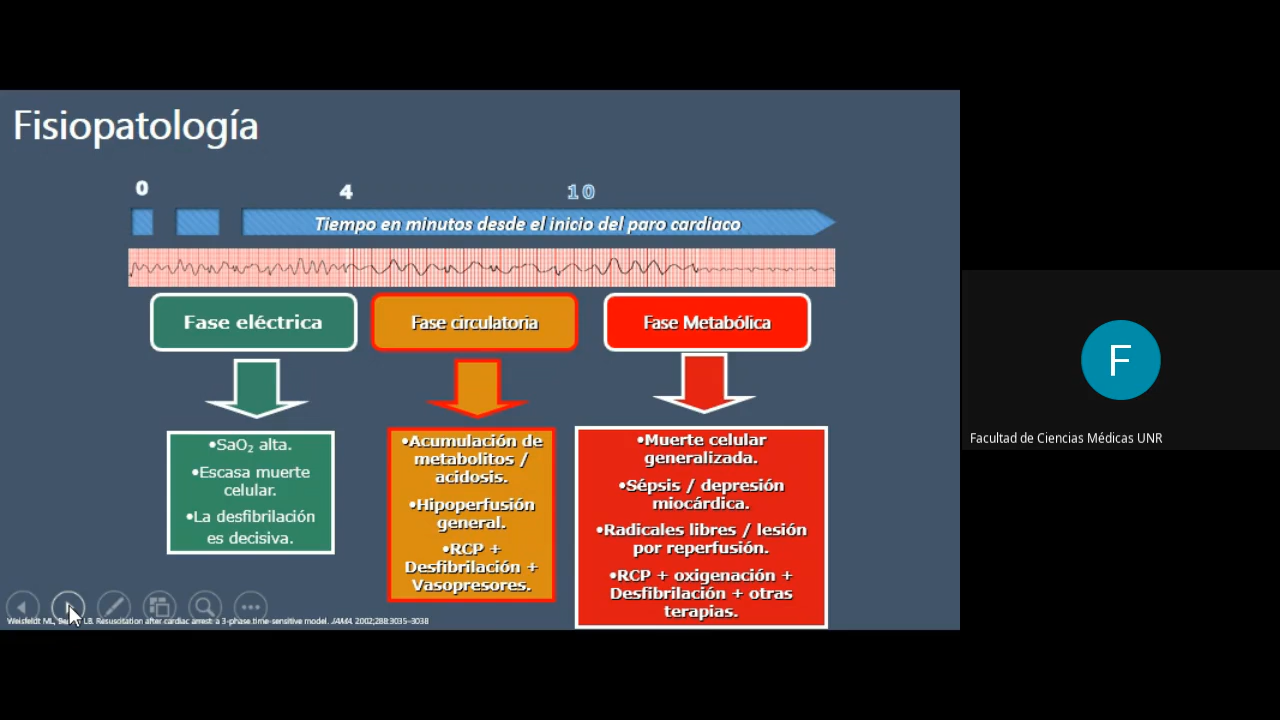 Fisiopatología
0
4
10
Tiempo en minutos desde el inicio del paro cardiaco
Fase eléctrica
Fase circulatoria
Fase Metabólica
•SaO₂ alta.
•Escasa muerte
celular.
•La desfibrilación
es decisiva.
•Acumulación de
metabolitos /
acidosis.
•Hipoperfusión
general.
•RCP +
Desfibrilación +
Vasopresores.
•Muerte celular
generalizada.
•Sépsis / depresión
miocárdica.
•Radicales libres / lesión
por reperfusión.
•RCP + oxigenación +
Desfibrilación + otras
terapias.
Weisfeldt ML, LB. Resuscitation after cardiac arrest: a 3-phase time-sensitive model. JAMA. 2002;288:3035–3038
F
Facultad de Ciencias Médicas UNR